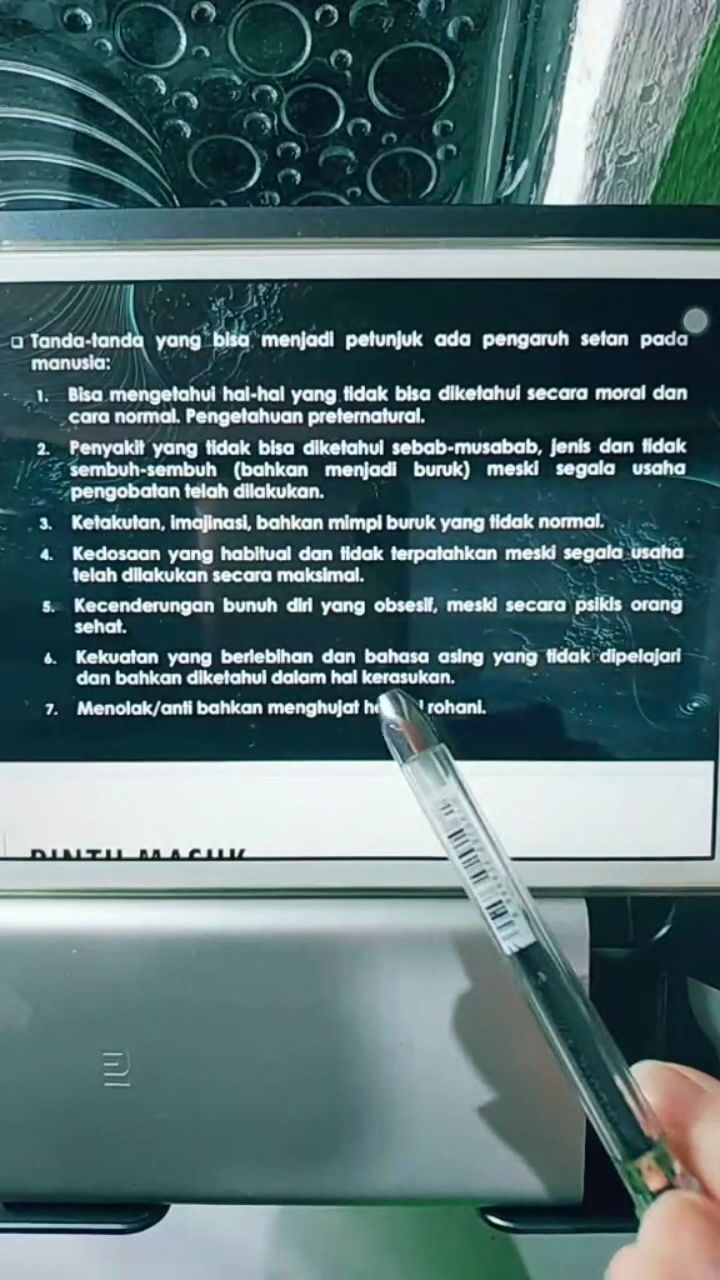 Tanda-tanda yang bisa menjadi petunjuk ada pengaruh setan pada
manusia:
1. Bisa mengetahui hal-hal yang tidak bisa diketahui secara moral dan
cara normal. Pengetahuan preternatural.
2. Penyakit yang tidak bisa diketahui sebab-musabab, jenis dan tidak
sembuh-sembuh (bahkan menjadi buruk) meski segala usaha
pengobatan telah dilakukan.
3. Ketakutan, imajinasi, bahkan mimpi buruk yang tidak normal.
4. Kedosaan yang habitual dan tidak terpatahkan meski segala usaha
telah dilakukan secara maksimal.
5. Kecenderungan bunuh diri yang obsesif, meski secara psikis orang
sehat.
6. Kekuatan yang berlebihan dan bahasa asing yang tidak dipelajari
dan bahkan diketahui dalam hal kerasukan.
7. Menolak/anti bahkan menghujat rohani.
PINTU MASUK